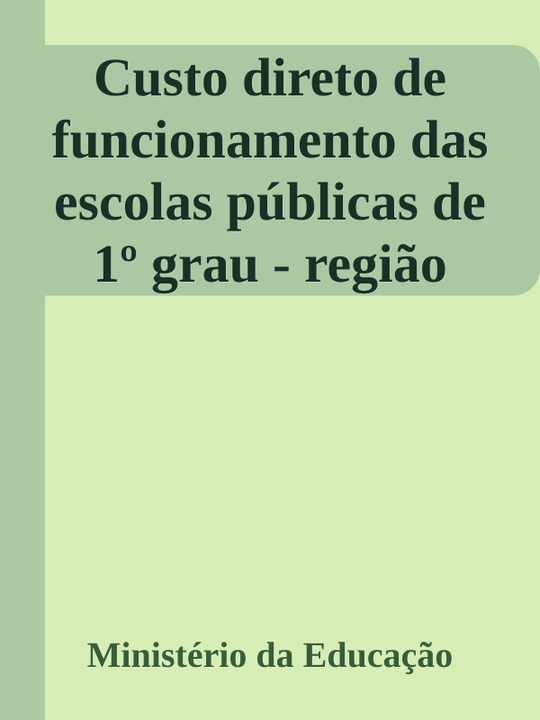 Custo direto de
funcionamento das
escolas públicas de
1º grau - região
Ministério da Educação